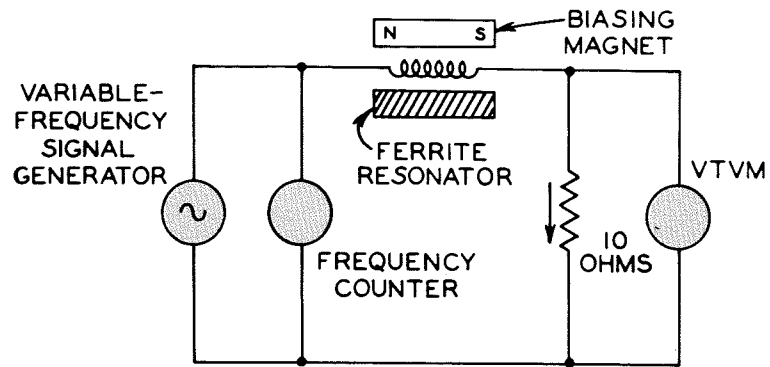 BIASING
MAGNET
N S
VARIABLE-
FREQUENCY
SIGNAL
GENERATOR
FERRITE
RESONATOR
VTVM
10
OHMS
FREQUENCY
COUNTER